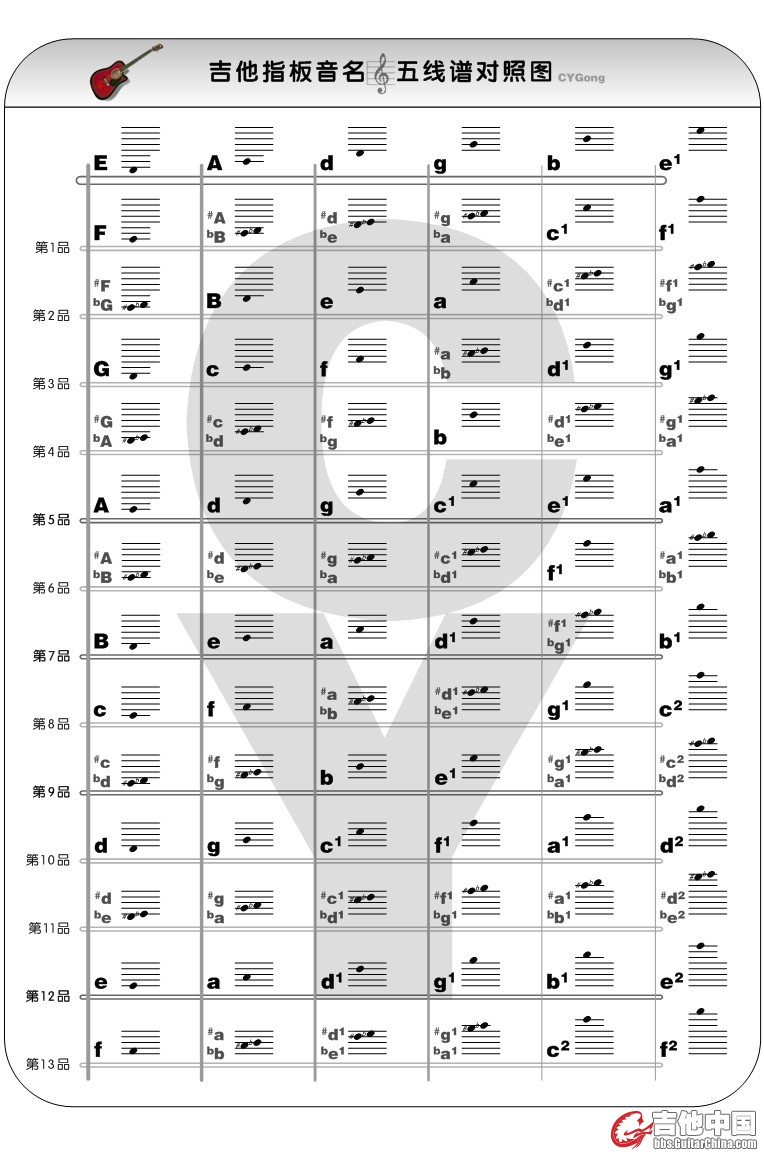 吉他指板音名 五线谱对照图 CYGong
E A d g b e¹
F #A #d #g c¹ f¹
bB be ba
第1品
#F B e a #c¹ #f¹
bG bd¹ bg¹
第2品
G c f #a d¹ g¹
bb
第3品
#G #c #f b #d¹ #g¹
bA bd bg be¹ ba¹
第4品
A d g c¹ e¹ a¹
第5品
#A #d #g #c¹ f¹ #a¹
bB be ba bd¹ bb¹
第6品
B e a d¹ #f¹ b¹
bg¹
第7品
c f #a #d¹ g¹ c²
bb be¹
第8品
#c #f b e¹ #g¹ #c²
bd bg ba¹ bd²
第9品
d g c¹ f¹ a¹ d²
第10品
#d #g #c¹ #f¹ #a¹ #d²
be ba bd¹ bg¹ bb¹ be²
第11品
e a d¹ g¹ b¹ e²
第12品
f #a #d¹ #g¹ c² f²
bb be¹ ba¹
第13品
CY
吉他中国
bbs.GuitarChina.com